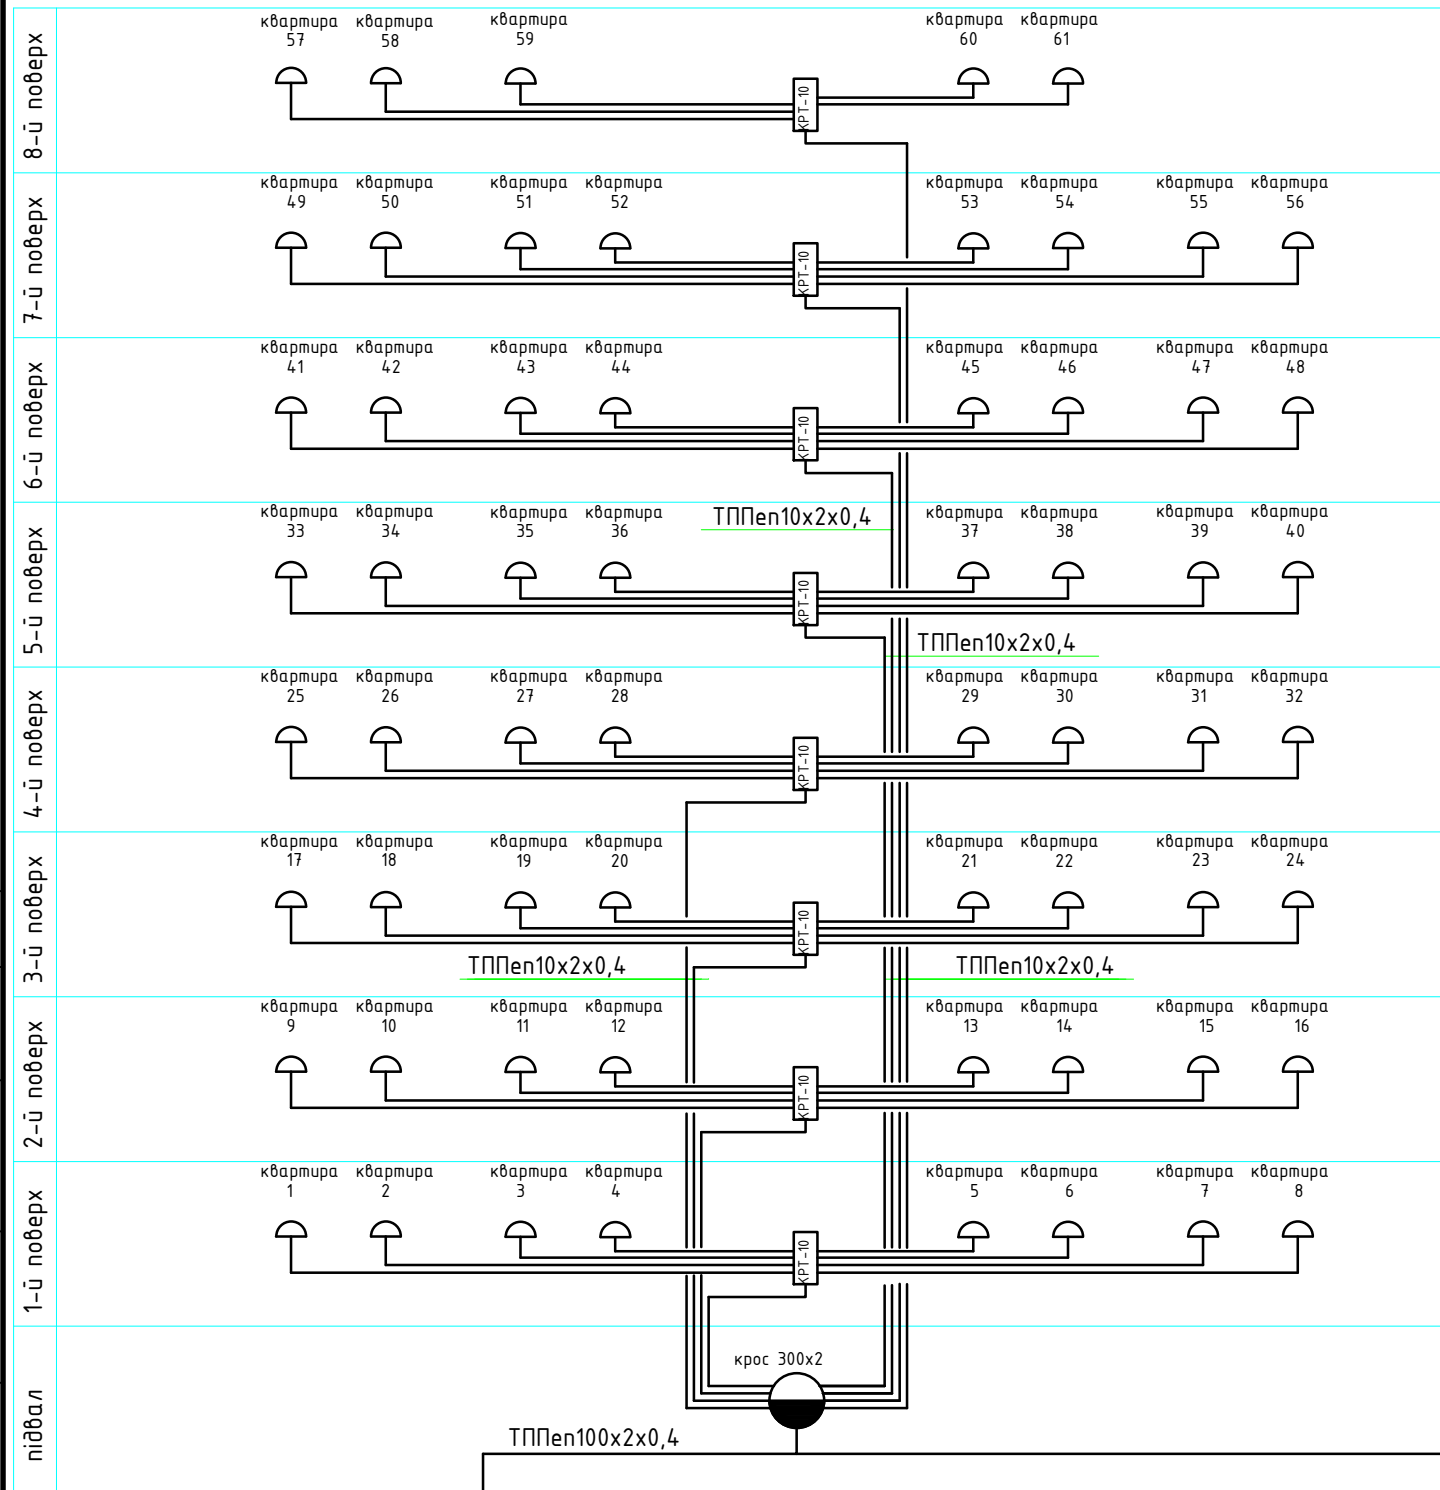 8-й поверх
квартира квартира квартира квартира квартира
57 58 59 60 61
КРТ-10
7-й поверх
квартира квартира квартира квартира квартира квартира квартира квартира
49 50 51 52 53 54 55 56
КРТ-10
6-й поверх
квартира квартира квартира квартира квартира квартира квартира квартира
41 42 43 44 45 46 47 48
КРТ-10
5-й поверх
ТППеп10х2х0,4
квартира квартира квартира квартира квартира квартира квартира квартира
33 34 35 36 37 38 39 40
КРТ-10
ТППеп10х2х0,4
4-й поверх
квартира квартира квартира квартира квартира квартира квартира квартира
25 26 27 28 29 30 31 32
КРТ-10
3-й поверх
квартира квартира квартира квартира квартира квартира квартира квартира
17 18 19 20 21 22 23 24
КРТ-10
ТППеп10х2х0,4 ТППеп10х2х0,4
2-й поверх
квартира квартира квартира квартира квартира квартира квартира квартира
9 10 11 12 13 14 15 16
КРТ-10
1-й поверх
квартира квартира квартира квартира квартира квартира квартира квартира
1 2 3 4 5 6 7 8
КРТ-10
підвал
крос 300х2
ТППеп100х2х0,4